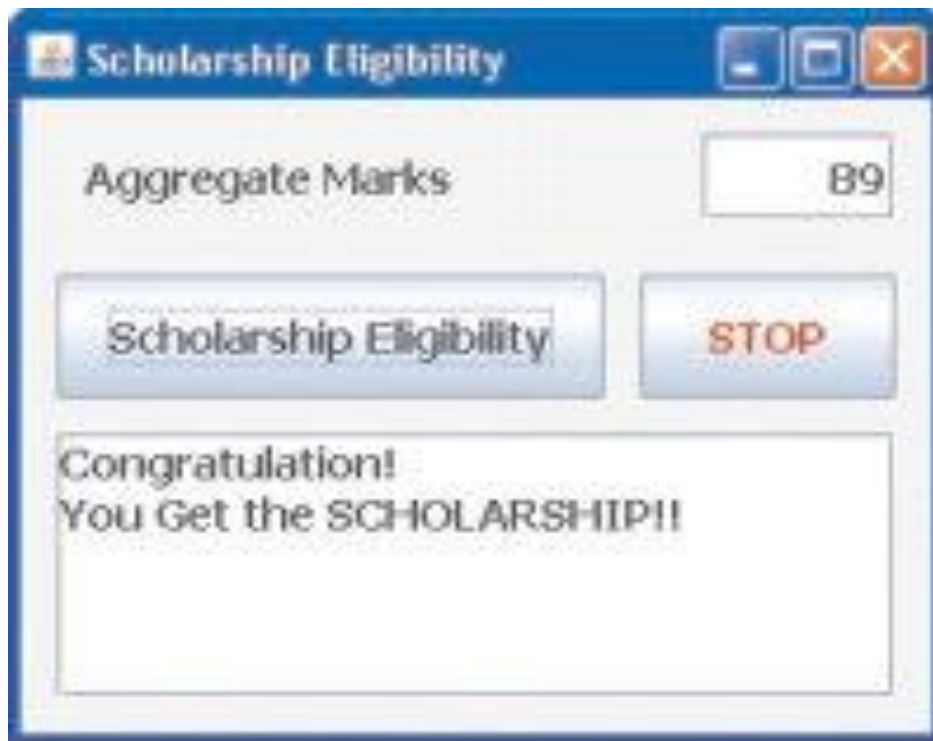 Scholarship Eligibility
Aggregate Marks 89
Scholarship Eligibility STOP
Congratulation!
You Get the SCHOLARSHIP!!